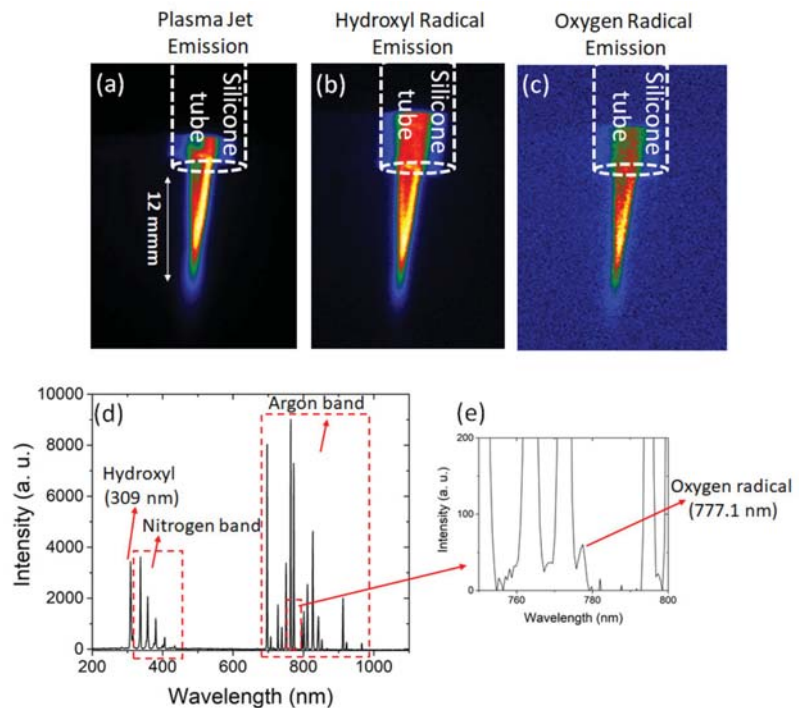 Plasma Jet
Emission
Hydroxyl Radical
Emission
Oxygen Radical
Emission
(a)
Silicone
tube
12 mmm
(b)
Silicone
tube
(c)
Silicone
tube
(d)
Argon band
Hydroxyl
(309 nm)
Nitrogen band
10000
8000
6000
4000
2000
0
Intensity (a. u.)
200
400
600
800
1000
Wavelength (nm)
(e)
200
100
0
Intensity (a. u.)
760
780
800
Wavelength (nm)
Oxygen radical
(777.1 nm)